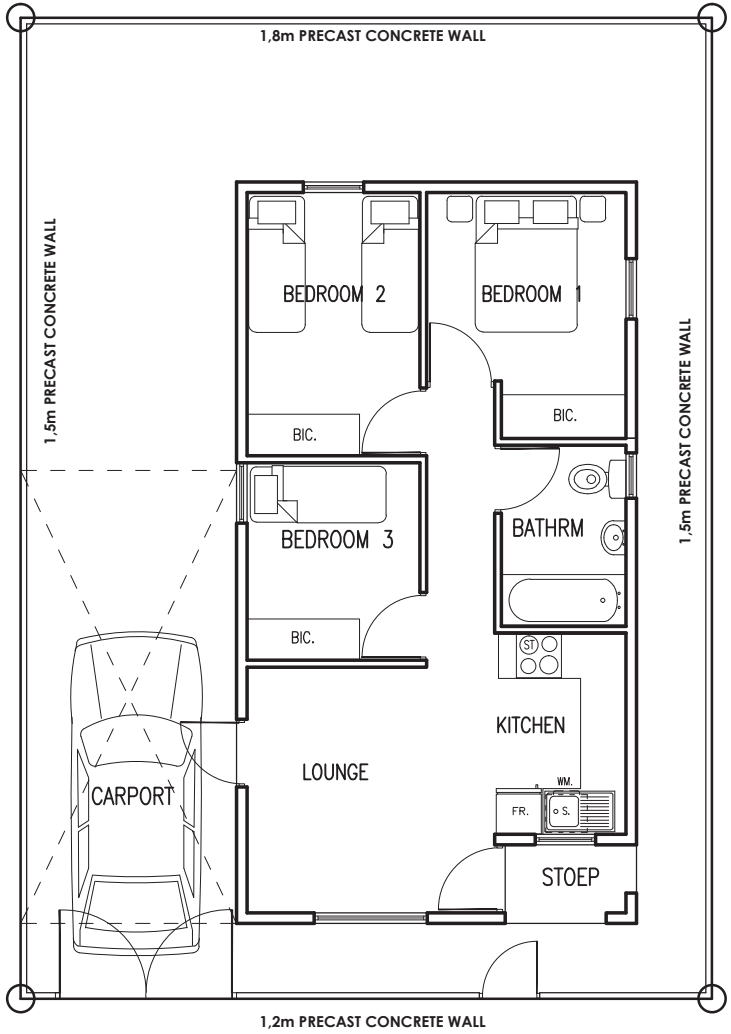 1,8m PRECAST CONCRETE WALL
1,5m PRECAST CONCRETE WALL
BEDROOM 2
BEDROOM 1
1,5m PRECAST CONCRETE WALL
BIC.
BIC.
BATHRM
BEDROOM 3
BIC.
ST
KITCHEN
LOUNGE
WM.
CARPORT
FR.
S.
STOEP
1,2m PRECAST CONCRETE WALL